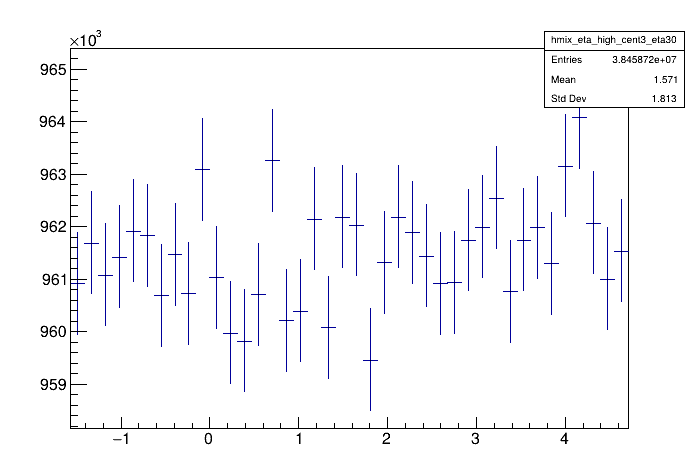 ×10³
hmix_eta_high_cent3_eta30
Entries 3.845872e+07
Mean 1.571
Std Dev 1.813
965
964
963
962
961
960
959
−1 0 1 2 3 4